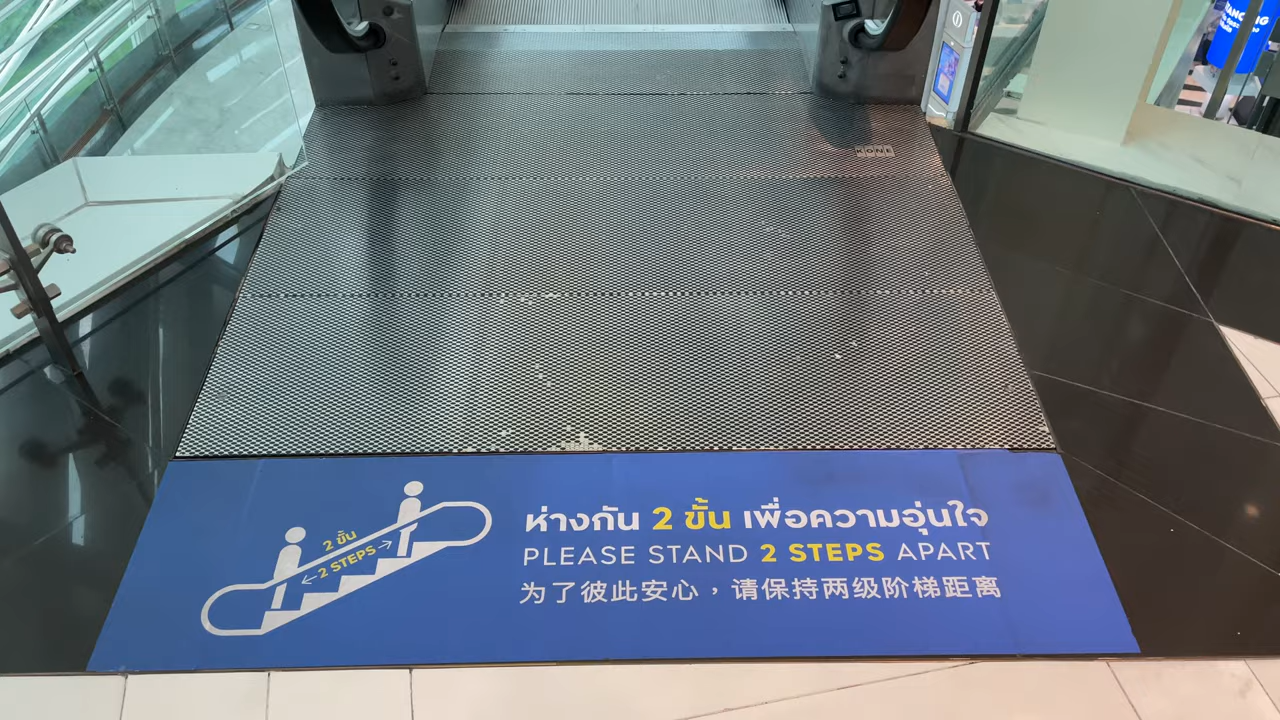 KONE
ห่างกัน 2 ขั้น เพื่อความอุ่นใจ
PLEASE STAND 2 STEPS APART
为了彼此安心，请保持两级阶梯距离
2 ขั้น
2 STEPS